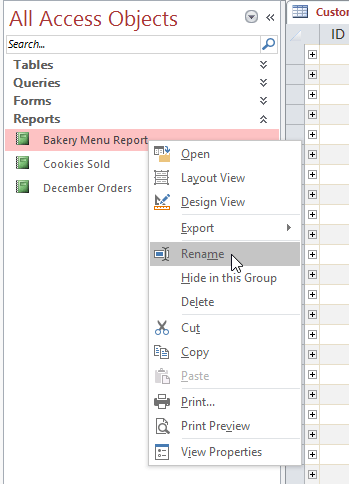 All Access Objects
Search...
Tables
Queries
Forms
Reports
Bakery Menu Report
Cookies Sold
December Orders
Open
Layout View
Design View
Export
Rename
Hide in this Group
Delete
Cut
Copy
Paste
Print...
Print Preview
View Properties
Custo
ID